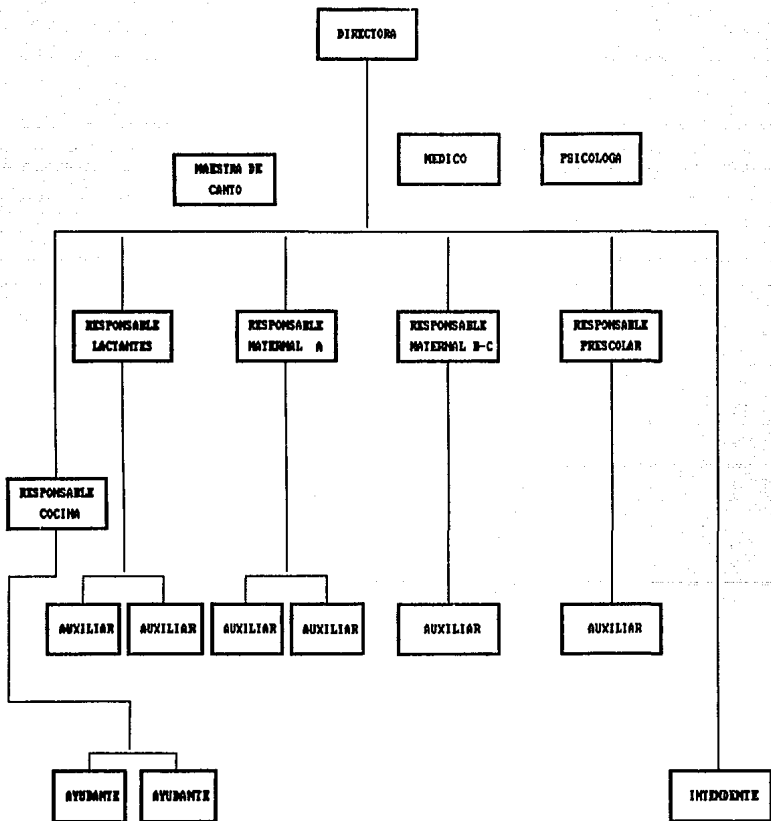 DIRECTORA
MAESTRA DE
CANTO
MEDICO
PSICOLOGA
RESPONSABLE
LACTANTES
RESPONSABLE
MATERNAL A
RESPONSABLE
MATERNAL B-C
RESPONSABLE
PRESCOLAR
RESPONSABLE
COCINA
AUXILIAR
AUXILIAR
AUXILIAR
AUXILIAR
AUXILIAR
AUXILIAR
AYUDANTE
AYUDANTE
INTENDENTE